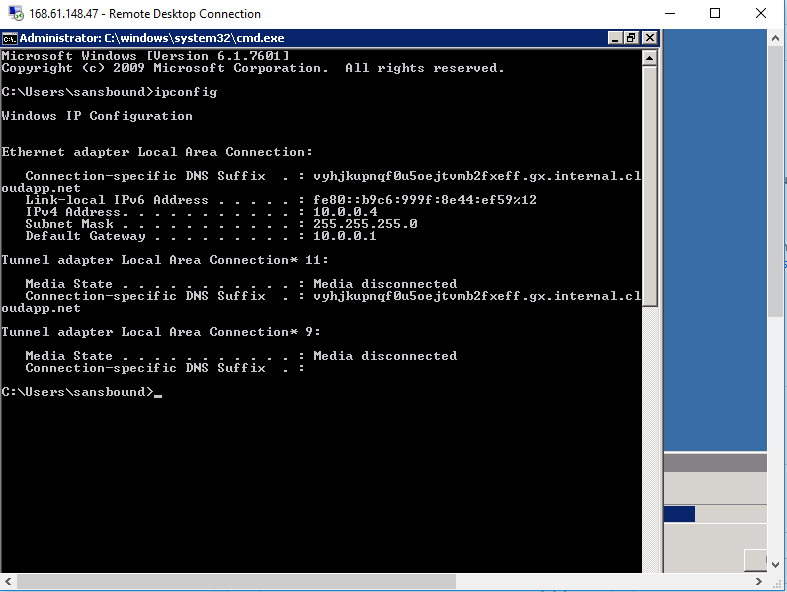 168.61.148.47 - Remote Desktop Connection
Administrator: C:\windows\system32\cmd.exe
Microsoft Windows [Version 6.1.7601]
Copyright (c) 2009 Microsoft Corporation.  All rights reserved.
C:\Users\sansbound>ipconfig
Windows IP Configuration
Ethernet adapter Local Area Connection:
Connection-specific DNS Suffix  . : vyhjkupnqf0u5oejtvmb2fxeff.gx.internal.cl
oudapp.net
Link-local IPv6 Address . . . . . : fe80::b9c6:999f:8e44:ef59%12
IPv4 Address. . . . . . . . . . . : 10.0.0.4
Subnet Mask . . . . . . . . . . . : 255.255.255.0
Default Gateway . . . . . . . . . : 10.0.0.1
Tunnel adapter Local Area Connection* 11:
Media State . . . . . . . . . . . : Media disconnected
Connection-specific DNS Suffix  . : vyhjkupnqf0u5oejtvmb2fxeff.gx.internal.cl
oudapp.net
Tunnel adapter Local Area Connection* 9:
Media State . . . . . . . . . . . : Media disconnected
Connection-specific DNS Suffix  . :
C:\Users\sansbound>_